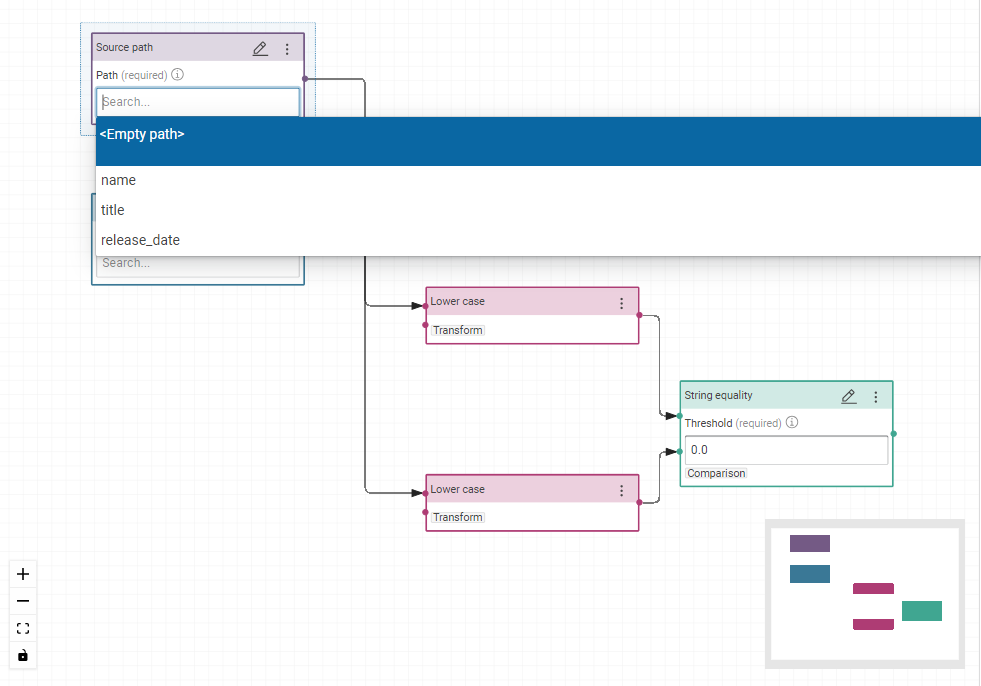 Source path
Path (required)
Search...
<Empty path>
name
title
release_date
Search...
Lower case
Transform
String equality
Threshold (required)
0.0
Comparison
Lower case
Transform